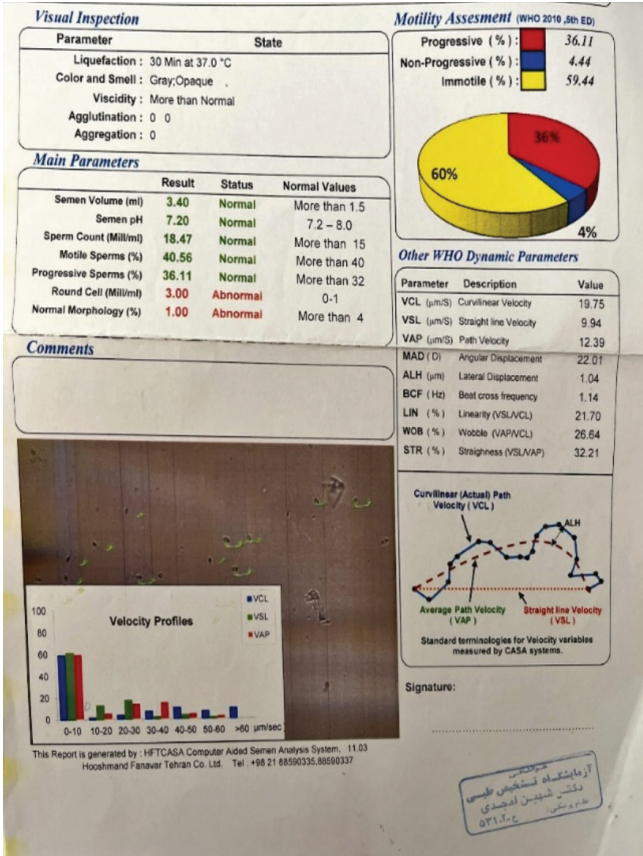 Visual Inspection
Parameter State
Liquefaction : 30 Min at 37.0 °C
Color and Smell : Gray;Opaque .
Viscidity : More than Normal
Agglutination : 0 0
Aggregation : 0
Motility Assesment (WHO 2010 ,5th ED)
Progressive ( % ) : 36.11
Non-Progressive ( % ) : 4.44
Immotile ( % ) : 59.44
36%
60%
4%
Main Parameters
Result Status Normal Values
Semen Volume (ml) 3.40 Normal More than 1.5
Semen pH 7.20 Normal 7.2 – 8.0
Sperm Count (Mill/ml) 18.47 Normal More than 15
Motile Sperms (%) 40.56 Normal More than 40
Progressive Sperms (%) 36.11 Normal More than 32
Round Cell (Mill/ml) 3.00 Abnormal 0-1
Normal Morphology (%) 1.00 Abnormal More than 4
Other WHO Dynamic Parameters
Parameter Description Value
VCL (µm/S) Curvilinear Velocity 19.75
VSL (µm/S) Straight line Velocity 9.94
VAP (µm/S) Path Velocity 12.39
MAD ( D ) Angular Displacement 22.01
ALH (µm) Lateral Displacement 1.04
BCF ( Hz) Beat cross frequency 1.14
LIN ( % ) Linearity (VSL/VCL) 21.70
WOB ( % ) Wobble (VAP/VCL) 26.64
STR ( % ) Straighness (VSL/VAP) 32.21
Comments
Curvilinear (Actual) Path
Velocity ( VCL )
ALH
Average Path Velocity
( VAP )
Straight line Velocity
( VSL )
Standard terminologies for Velocity variables
measured by CASA systems.
Velocity Profiles
VCL
VSL
VAP
100
80
60
40
20
0
0-10 10-20 20-30 30-40 40-50 50-60 >60 µm/sec
Signature:
This Report is generated by : HFTCASA Computer Aided Semen Analysis System, 11.03
Hooshmand Fanavar Tehran Co. Ltd. Tel : +98 21 88590335,88590337
آزمایشگاه تشخیص طبی
دکتر شهین امجدی